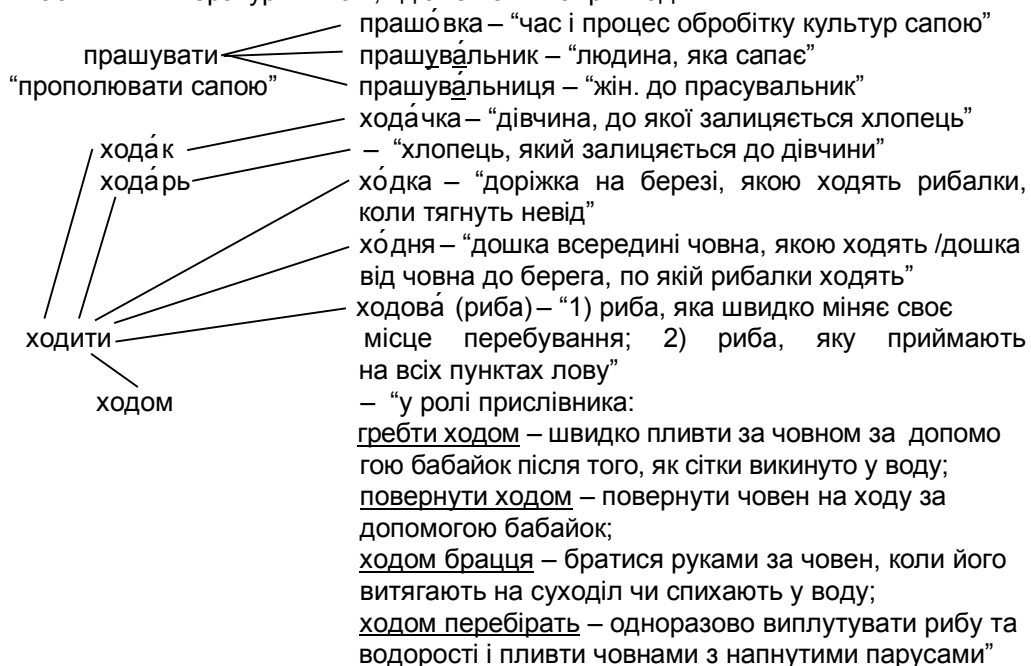 прашо́вка – “час і процес обробітку культур сапою”
прашувати
прашува́льник – “людина, яка сапає”
“прополювати сапою”
прашува́льниця – “жін. до прасувальник”
хода́чка – “дівчина, до якої залицяється хлопець”
хода́к
– “хлопець, який залицяється до дівчини”
хода́рь
хо́дка – “доріжка на березі, якою ходять рибалки,
коли тягнуть невід”
хо́дня – “дошка всередині човна, якою ходять /дошка
від човна до берега, по якій рибалки ходять”
ходова́ (риба) – “1) риба, яка швидко міняє своє
ходити
місце перебування; 2) риба, яку приймають
на всіх пунктах лову”
ходом
– “у ролі прислівника:
гребти ходом – швидко пливти за човном за допомо
гою бабайок після того, як сітки викинуто у воду;
повернути ходом – повернути човен на ходу за
допомогою бабайок;
ходом брацця – братися руками за човен, коли його
витягають на суходіл чи спихають у воду;
ходом перебірать – одноразово виплутувати рибу та
водорості і пливти човнами з напнутими парусами”